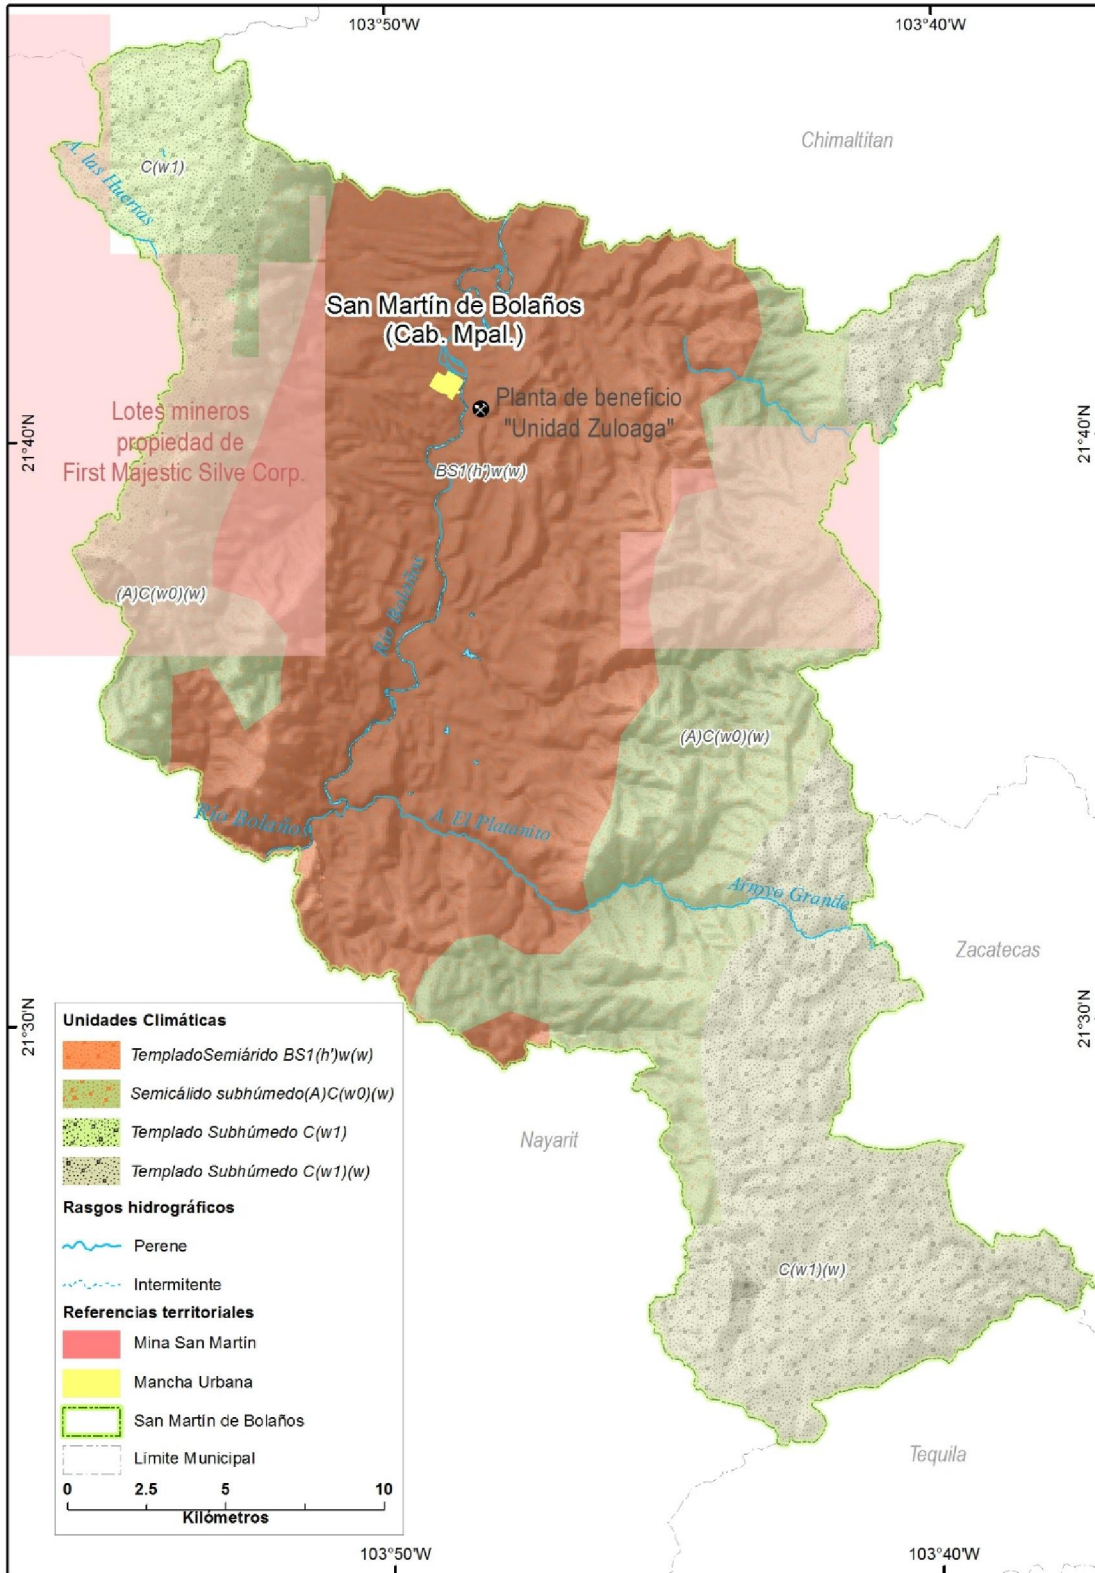 103°50'W
103°40'W
Chimaltitan
A. las Huertas
C(w1)
San Martín de Bolaños
(Cab. Mpal.)
Planta de beneficio
"Unidad Zuloaga"
Lotes mineros
propiedad de
First Majestic Silve Corp.
21°40'N
21°40'N
BS1(h')w(w)
(A)C(w0)(w)
Río Bolaños
(A)C(w0)(w)
Río Bolaños
A. El Platanito
Arroyo Grande
Zacatecas
21°30'N
21°30'N
Unidades Climáticas
TempladoSemiárido BS1(h')w(w)
Semicálido subhúmedo(A)C(w0)(w)
Templado Subhúmedo C(w1)
Templado Subhúmedo C(w1)(w)
Rasgos hidrográficos
Perene
Intermitente
Referencias territoriales
Mina San Martín
Mancha Urbana
San Martín de Bolaños
Límite Municipal
0 2.5 5 10
Kilómetros
Nayarit
C(w1)(w)
Tequila
103°50'W
103°40'W